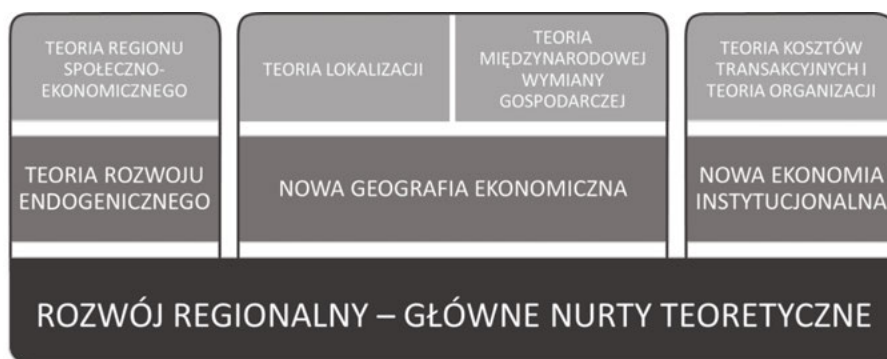 TEORIA REGIONU
SPOŁECZNO-
EKONOMICZNEGO
TEORIA LOKALIZACJI
TEORIA
MIĘDZYNARODOWEJ
WYMIANY
GOSPODARCZEJ
TEORIA KOSZTÓW
TRANSAKCYJNYCH I
TEORIA ORGANIZACJI
TEORIA ROZWOJU
ENDOGENICZNEGO
NOWA GEOGRAFIA EKONOMICZNA
NOWA EKONOMIA
INSTYTUCJONALNA
ROZWÓJ REGIONALNY – GŁÓWNE NURTY TEORETYCZNE